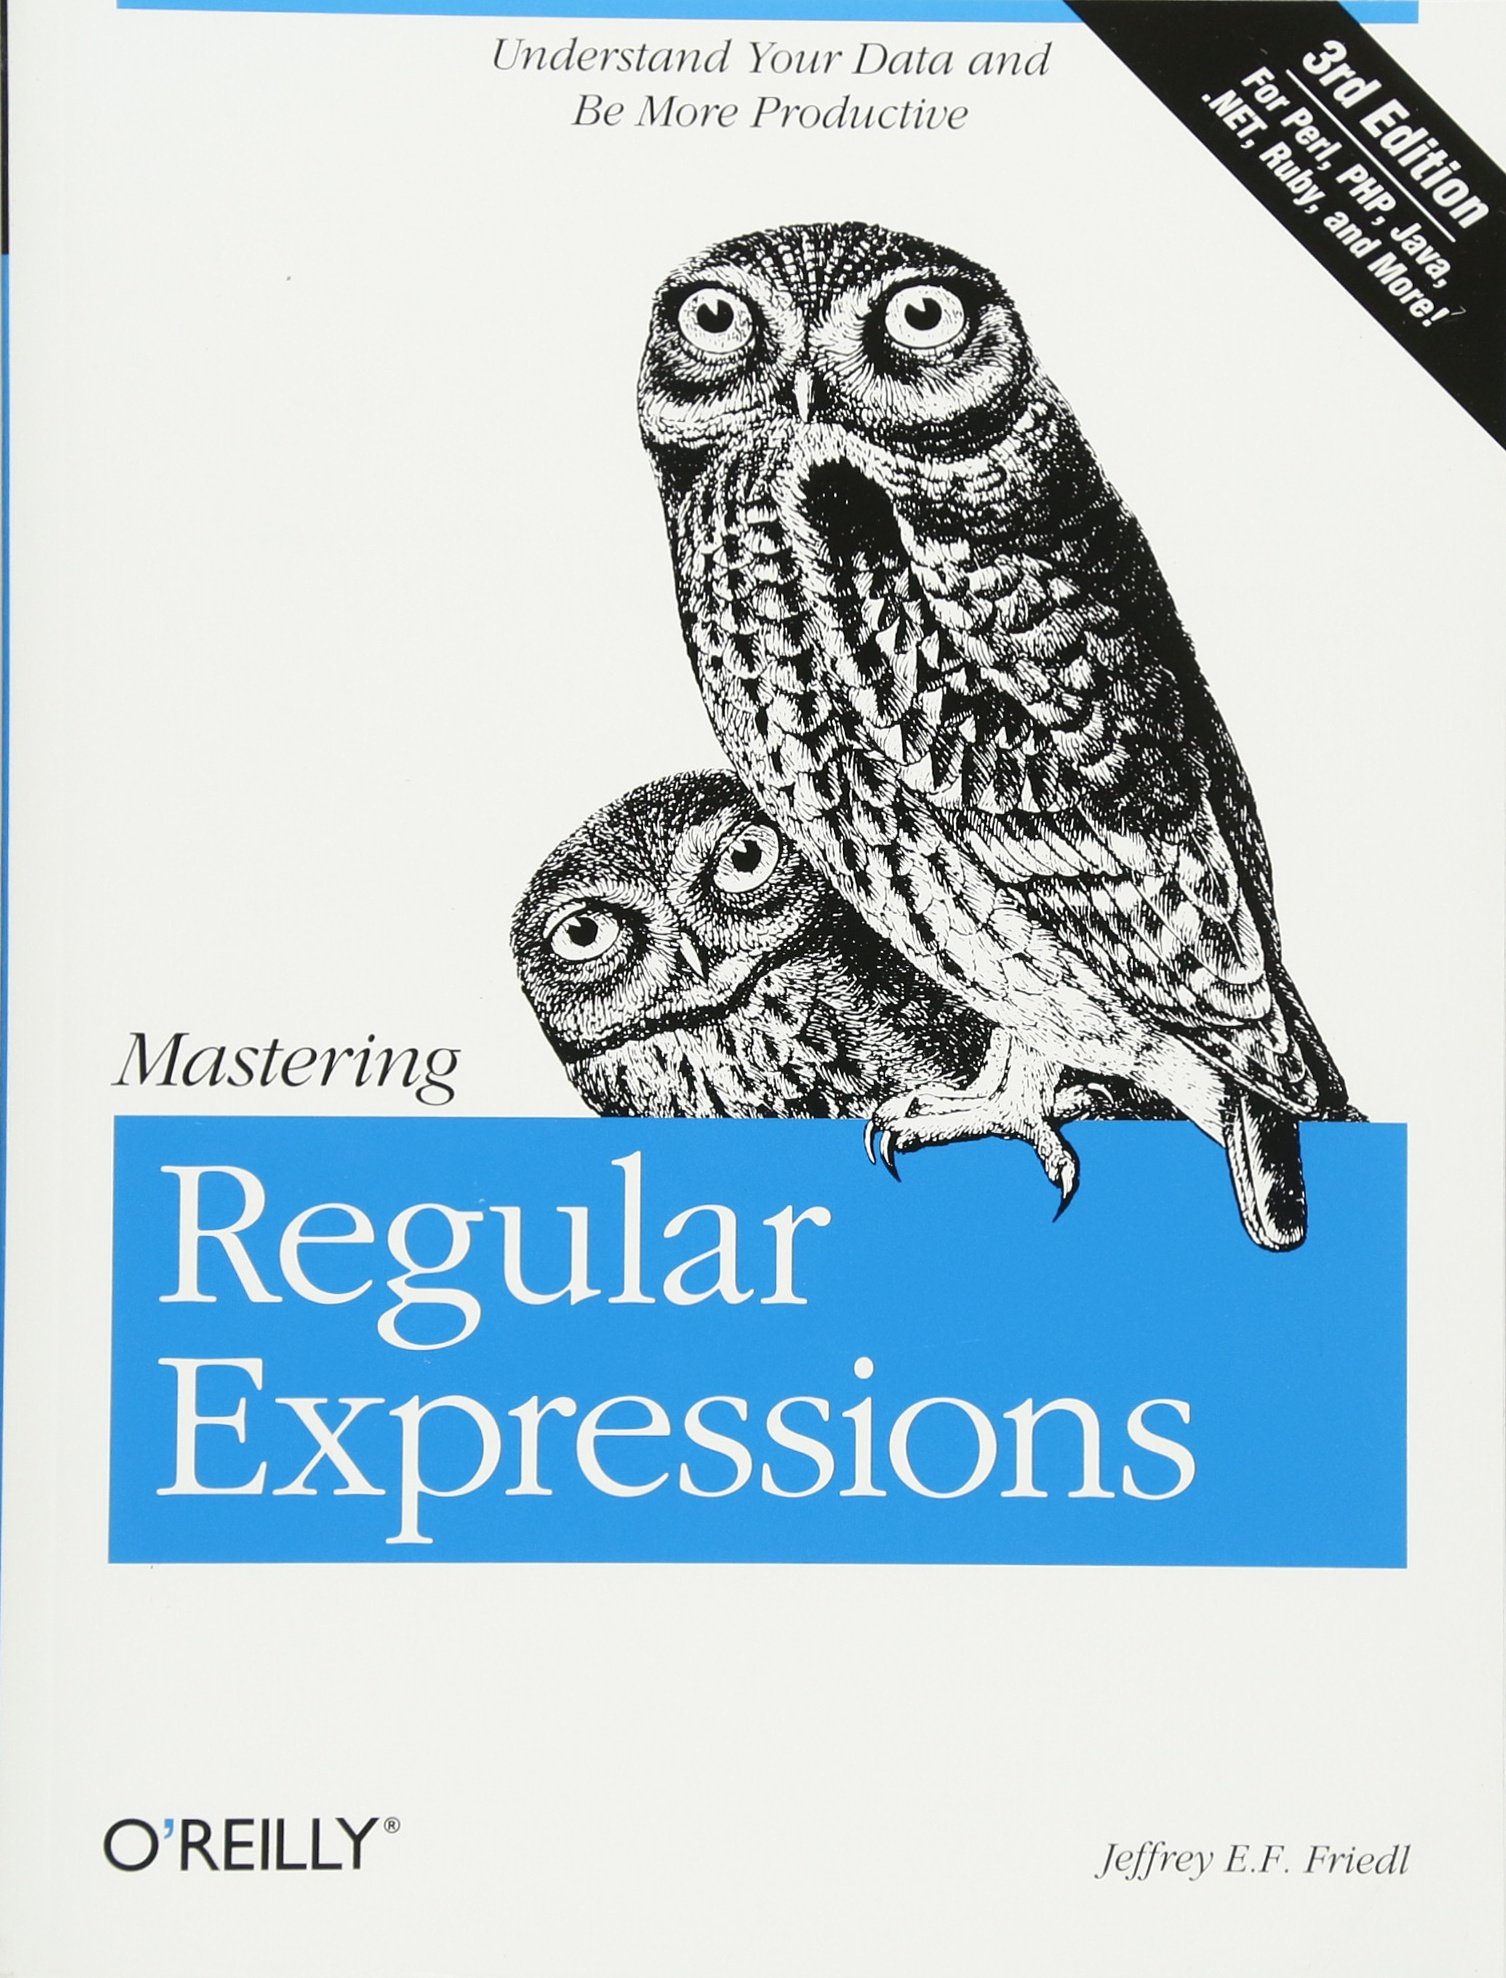 Understand Your Data and
Be More Productive
3rd Edition
For Perl, PHP, Java,
.NET, Ruby, and More!
Mastering
Regular
Expressions
O'REILLY®
Jeffrey E.F. Friedl